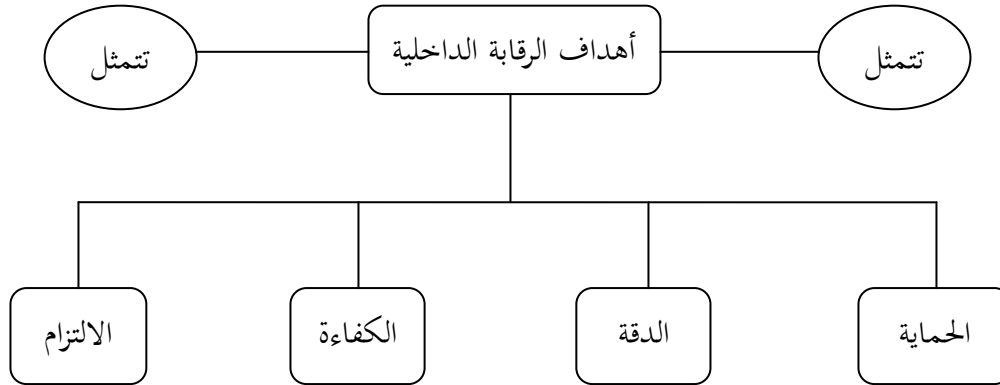 تتمثل
أهداف الرقابة الداخلية
تتمثل
الحماية
الدقة
الكفاءة
الالتزام